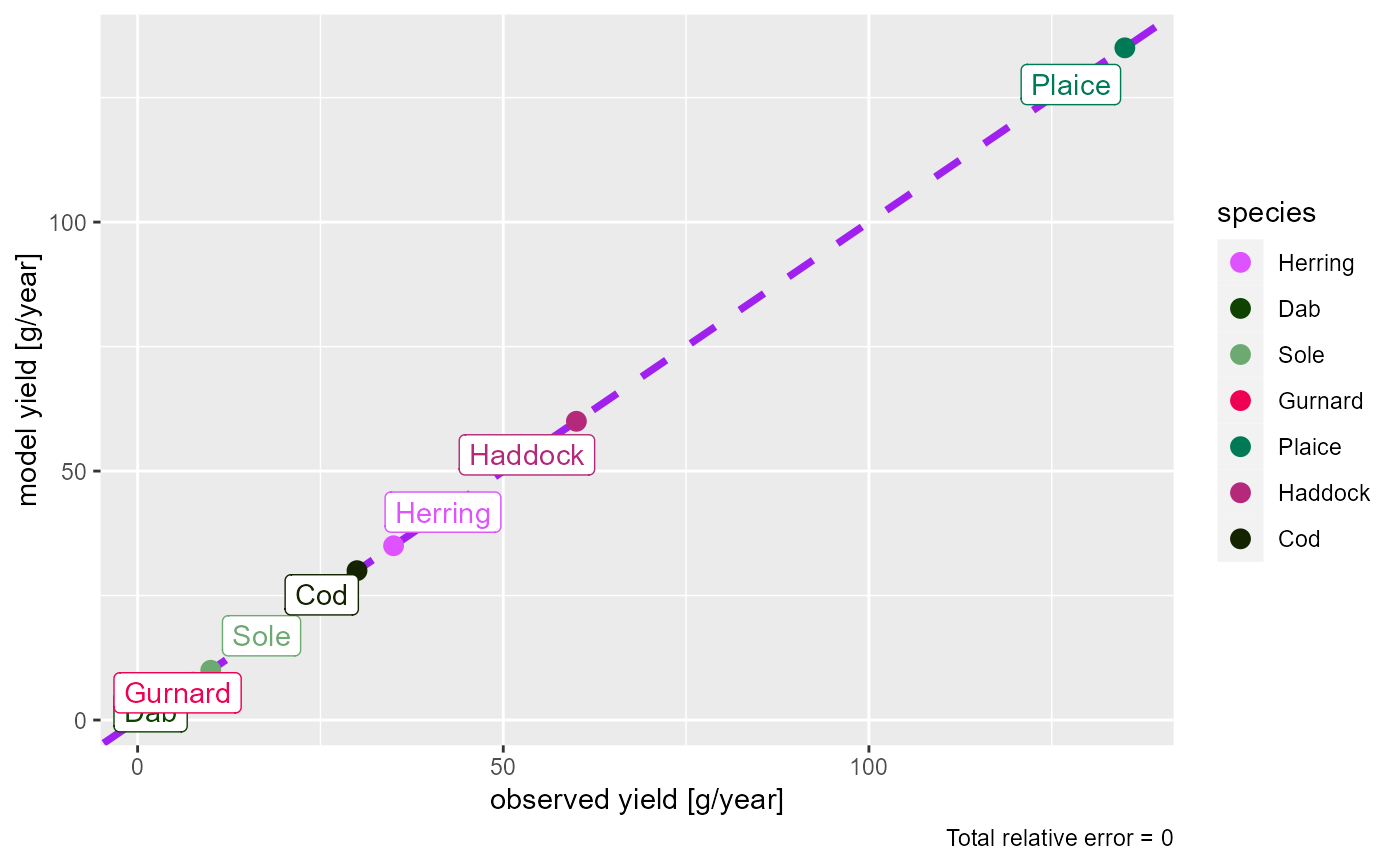 model yield [g/year]
100
50
0
Plaice
Haddock
Herring
Cod
Sole
Gurnard
Dab
0
50
100
observed yield [g/year]
Total relative error = 0
species
Herring
Dab
Sole
Gurnard
Plaice
Haddock
Cod